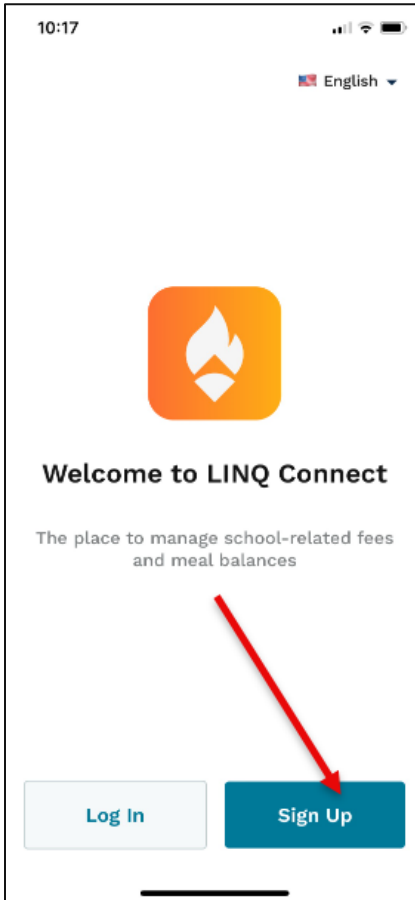 10:17
English
Welcome to LINQ Connect
The place to manage school-related fees
and meal balances
Log In
Sign Up